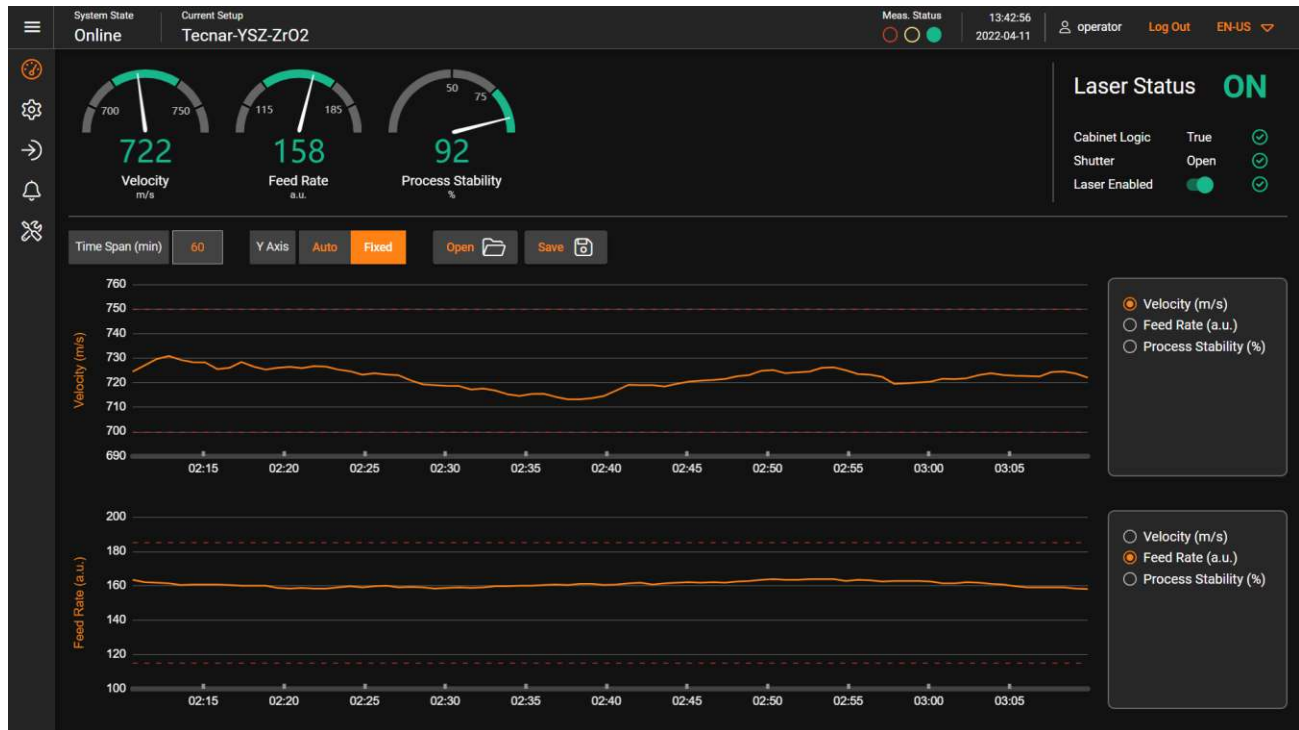 System State
Online
Current Setup
Tecnar-YSZ-ZrO2
Meas. Status
13:42:56
2022-04-11
operator
Log Out
EN-US
700 750
722
Velocity
m/s
115 185
158
Feed Rate
a.u.
50 75
92
Process Stability
%
Laser Status ON
Cabinet Logic True
Shutter Open
Laser Enabled
Time Span (min) 60 Y Axis Auto Fixed Open Save
Velocity (m/s)
760
750
740
730
720
710
700
690
02:15 02:20 02:25 02:30 02:35 02:40 02:45 02:50 02:55 03:00 03:05
Velocity (m/s)
Feed Rate (a.u.)
Process Stability (%)
Feed Rate (a.u.)
200
180
160
140
120
100
02:15 02:20 02:25 02:30 02:35 02:40 02:45 02:50 02:55 03:00 03:05
Velocity (m/s)
Feed Rate (a.u.)
Process Stability (%)